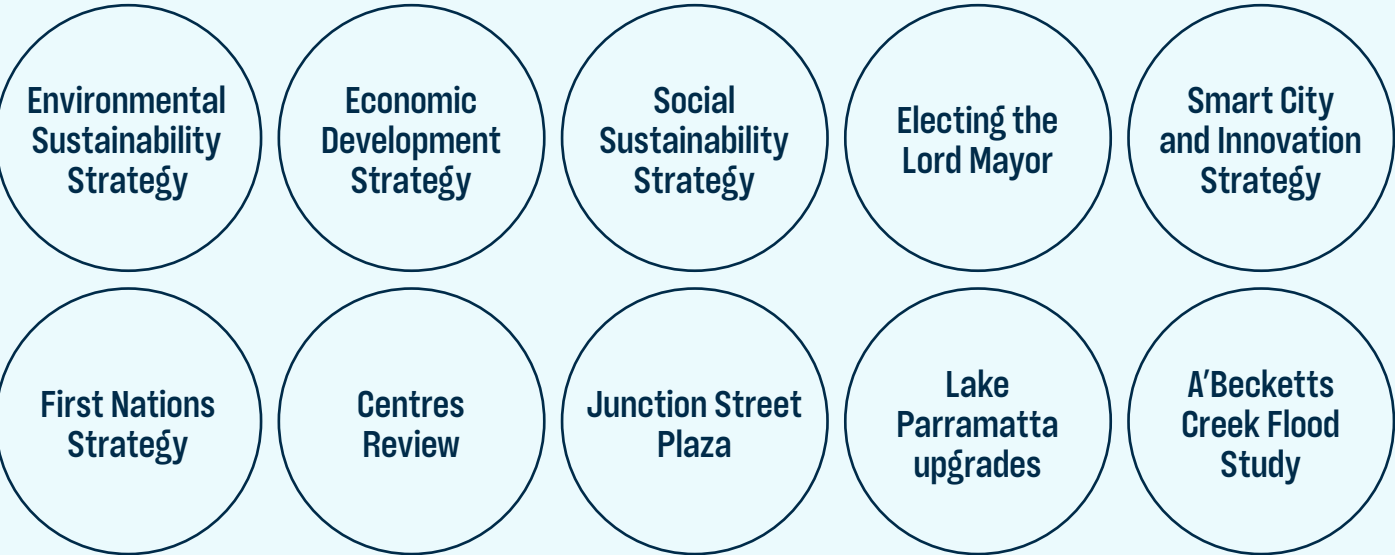 Environmental
Sustainability
Strategy
Economic
Development
Strategy
Social
Sustainability
Strategy
Electing the
Lord Mayor
Smart City
and Innovation
Strategy
First Nations
Strategy
Centres
Review
Junction Street
Plaza
Lake
Parramatta
upgrades
A'Becketts
Creek Flood
Study